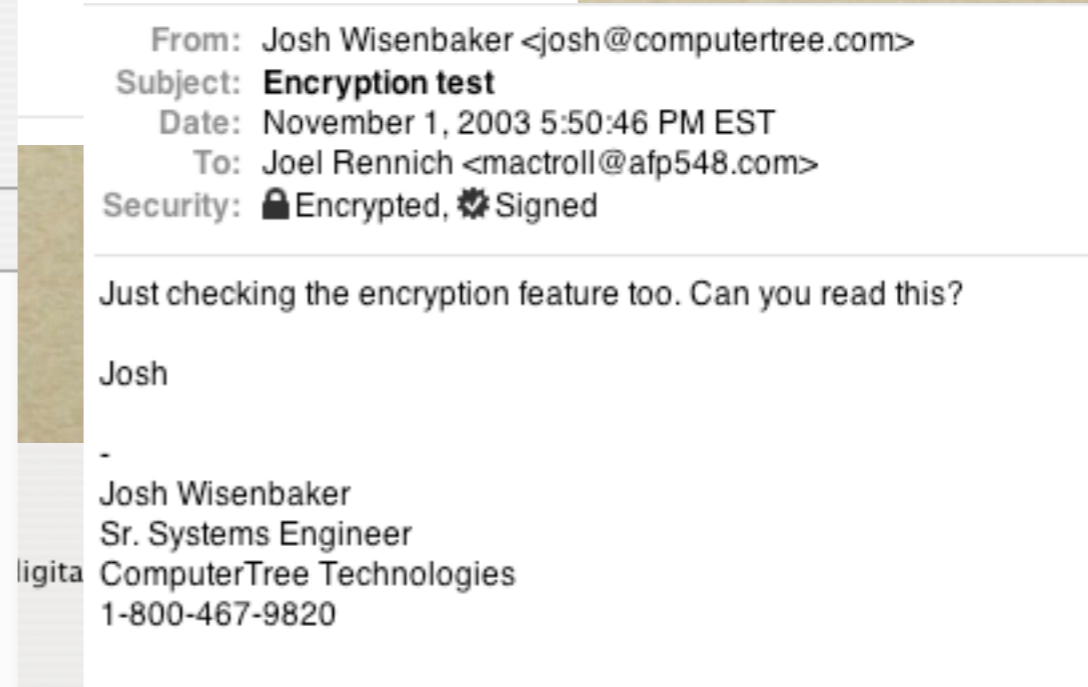 From: Josh Wisenbaker <josh@computertree.com>
Subject: Encryption test
Date: November 1, 2003 5:50:46 PM EST
To: Joel Rennich <mactroll@afp548.com>
Security: Encrypted, Signed
Just checking the encryption feature too. Can you read this?
Josh
-
Josh Wisenbaker
Sr. Systems Engineer
ComputerTree Technologies
1-800-467-9820